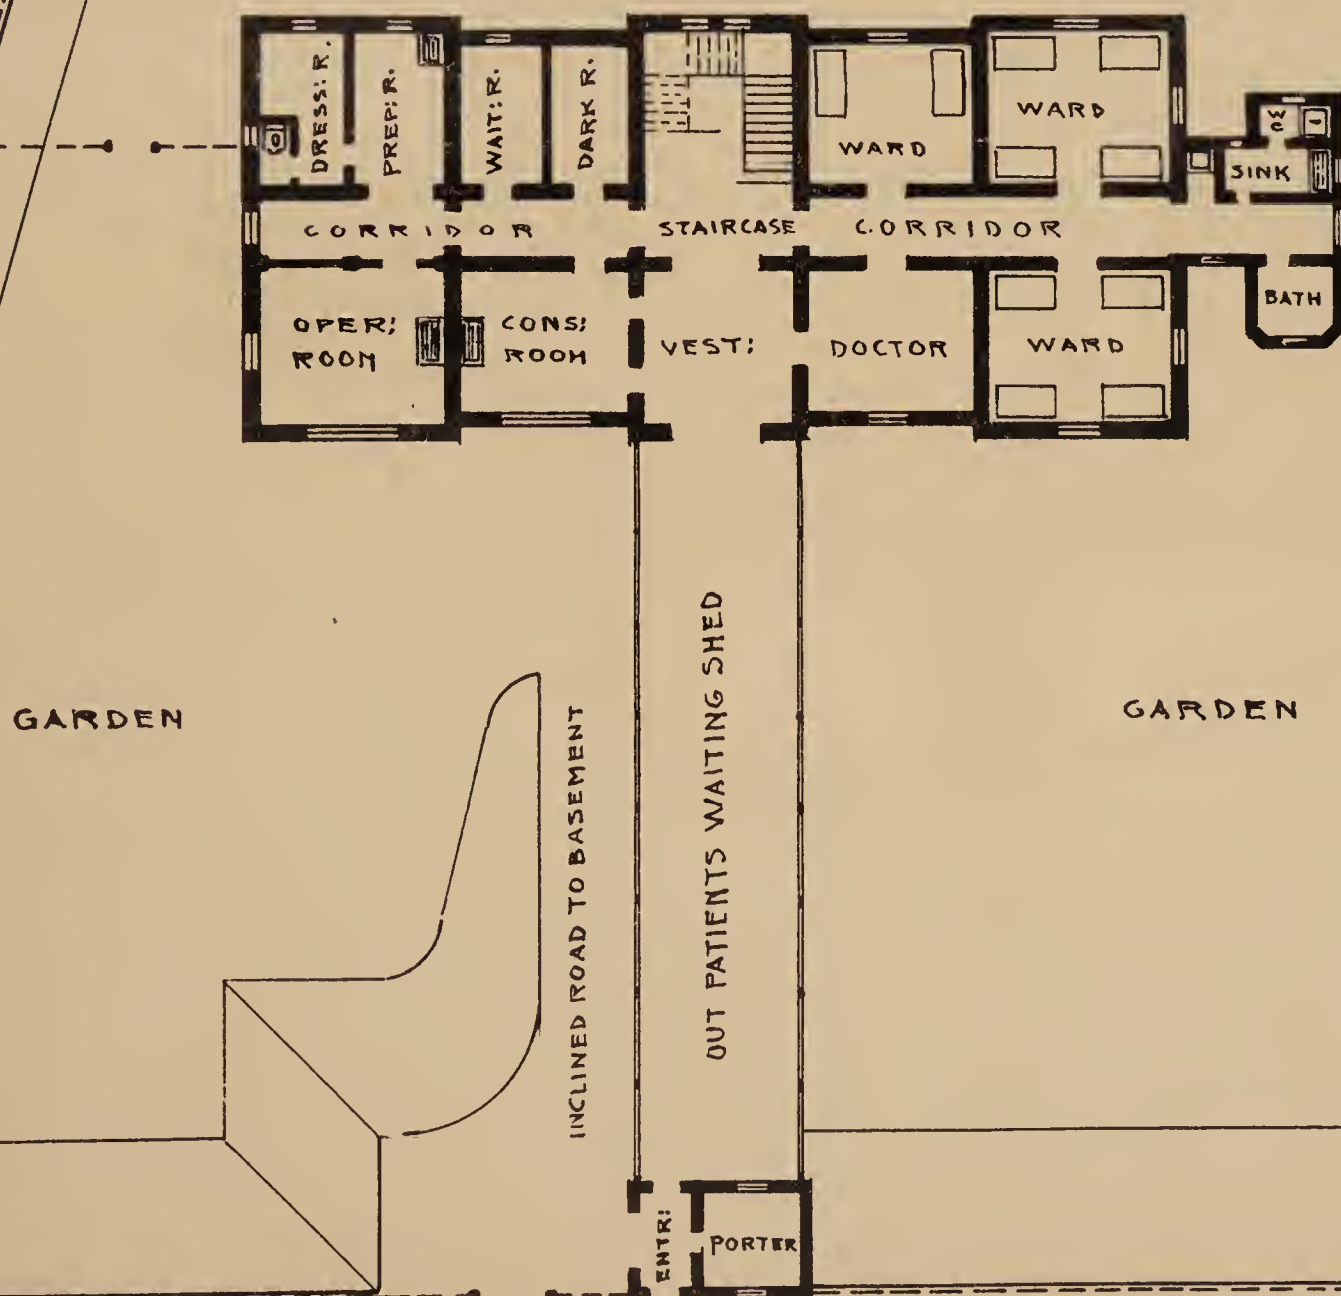 DRESS: R.
PREP: R.
WAIT: R.
DARK R.
WARD
WARD
WC
SINK
CORRIDOR
STAIRCASE
CORRIDOR
BATH
OPER:
ROOM
CONS:
ROOM
VEST:
DOCTOR
WARD
GARDEN
INCLINED ROAD TO BASEMENT
OUT PATIENTS WAITING SHED
GARDEN
ENTR:
PORTER